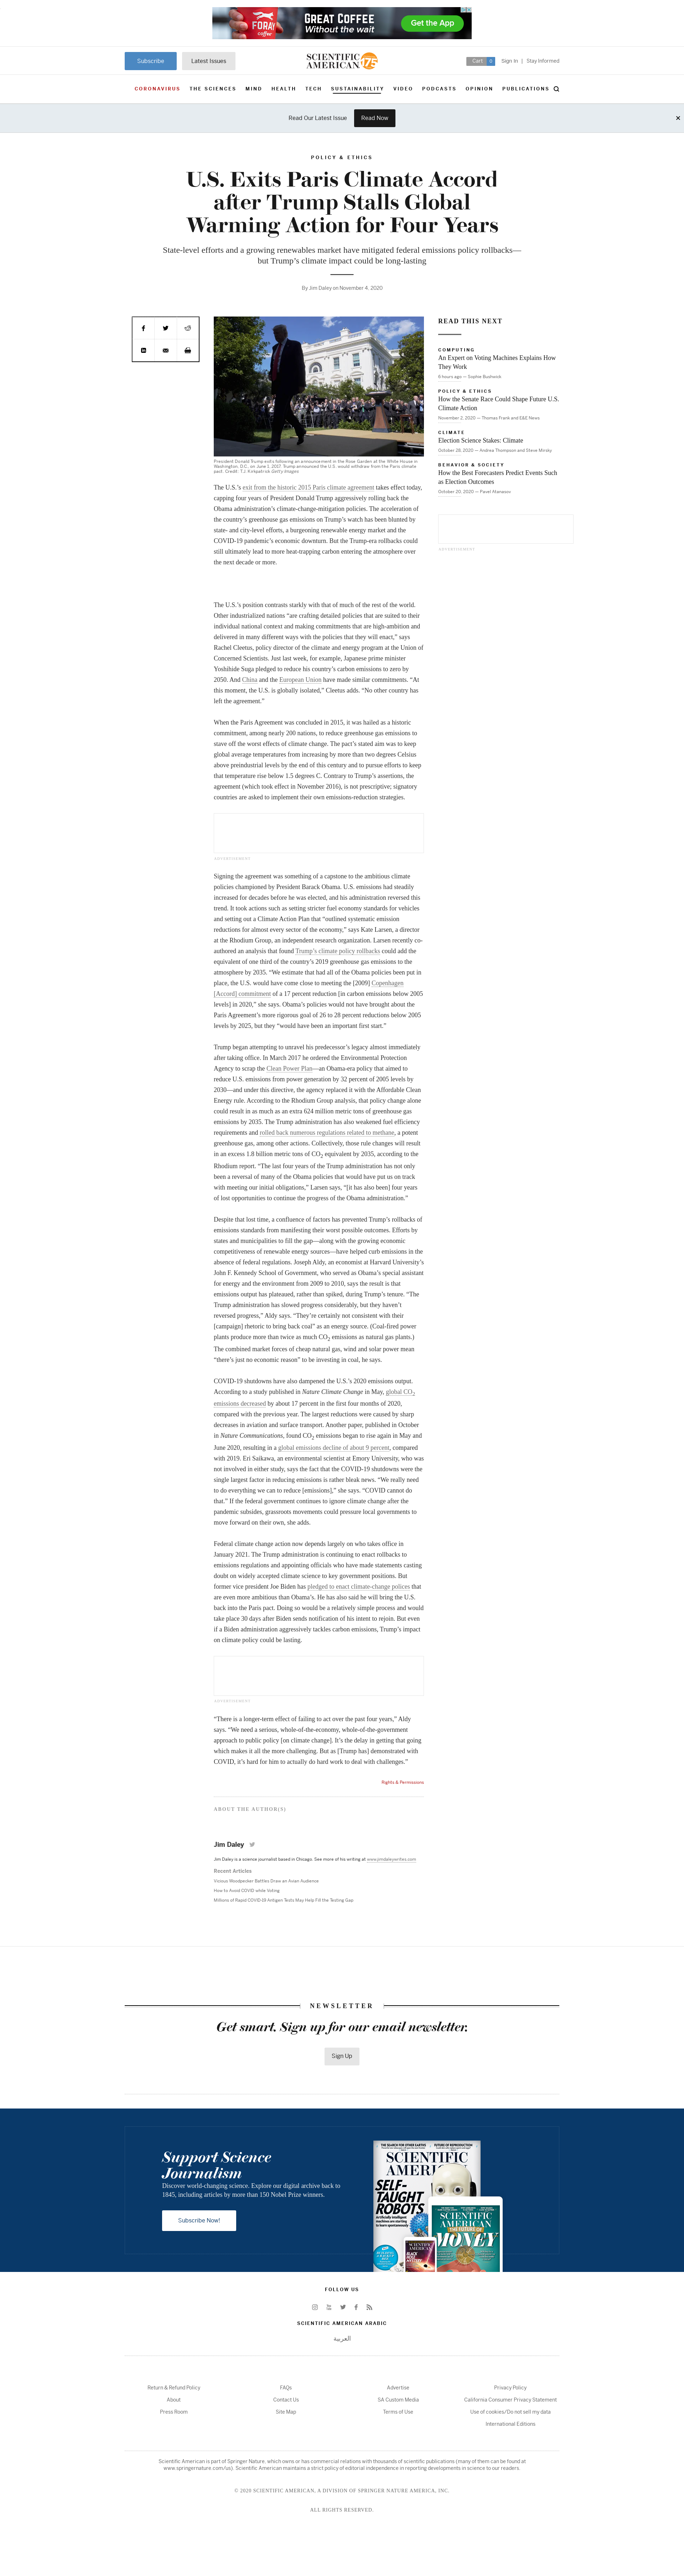 FORAY
coffee
GREAT COFFEE
Without the wait
Get the App
Subscribe
Latest Issues
SCIENTIFIC
AMERICAN
175
Cart 0
Sign In | Stay Informed
CORONAVIRUS THE SCIENCES MIND HEALTH TECH SUSTAINABILITY VIDEO PODCASTS OPINION PUBLICATIONS
Read Our Latest Issue
Read Now
POLICY & ETHICS
U.S. Exits Paris Climate Accord
after Trump Stalls Global
Warming Action for Four Years
State-level efforts and a growing renewables market have mitigated federal emissions policy rollbacks—
but Trump’s climate impact could be long-lasting
By Jim Daley on November 4, 2020
President Donald Trump exits following an announcement in the Rose Garden at the White House in
Washington, D.C., on June 1, 2017. Trump announced the U.S. would withdraw from the Paris climate
pact. Credit: T.J. Kirkpatrick Getty Images
The U.S.’s exit from the historic 2015 Paris climate agreement takes effect today,
capping four years of President Donald Trump aggressively rolling back the
Obama administration’s climate-change-mitigation policies. The acceleration of
the country’s greenhouse gas emissions on Trump’s watch has been blunted by
state- and city-level efforts, a burgeoning renewable energy market and the
COVID-19 pandemic’s economic downturn. But the Trump-era rollbacks could
still ultimately lead to more heat-trapping carbon entering the atmosphere over
the next decade or more.
The U.S.’s position contrasts starkly with that of much of the rest of the world.
Other industrialized nations “are crafting detailed policies that are suited to their
individual national context and making commitments that are high-ambition and
delivered in many different ways with the policies that they will enact,” says
Rachel Cleetus, policy director of the climate and energy program at the Union of
Concerned Scientists. Just last week, for example, Japanese prime minister
Yoshihide Suga pledged to reduce his country’s carbon emissions to zero by
2050. And China and the European Union have made similar commitments. “At
this moment, the U.S. is globally isolated,” Cleetus adds. “No other country has
left the agreement.”
When the Paris Agreement was concluded in 2015, it was hailed as a historic
commitment, among nearly 200 nations, to reduce greenhouse gas emissions to
stave off the worst effects of climate change. The pact’s stated aim was to keep
global average temperatures from increasing by more than two degrees Celsius
above preindustrial levels by the end of this century and to pursue efforts to keep
that temperature rise below 1.5 degrees C. Contrary to Trump’s assertions, the
agreement (which took effect in November 2016), is not prescriptive; signatory
countries are asked to implement their own emissions-reduction strategies.
ADVERTISEMENT
Signing the agreement was something of a capstone to the ambitious climate
policies championed by President Barack Obama. U.S. emissions had steadily
increased for decades before he was elected, and his administration reversed this
trend. It took actions such as setting stricter fuel economy standards for vehicles
and setting out a Climate Action Plan that “outlined systematic emission
reductions for almost every sector of the economy,” says Kate Larsen, a director
at the Rhodium Group, an independent research organization. Larsen recently co-
authored an analysis that found Trump’s climate policy rollbacks could add the
equivalent of one third of the country’s 2019 greenhouse gas emissions to the
atmosphere by 2035. “We estimate that had all of the Obama policies been put in
place, the U.S. would have come close to meeting the [2009] Copenhagen
[Accord] commitment of a 17 percent reduction [in carbon emissions below 2005
levels] in 2020,” she says. Obama’s policies would not have brought about the
Paris Agreement’s more rigorous goal of 26 to 28 percent reductions below 2005
levels by 2025, but they “would have been an important first start.”
Trump began attempting to unravel his predecessor’s legacy almost immediately
after taking office. In March 2017 he ordered the Environmental Protection
Agency to scrap the Clean Power Plan—an Obama-era policy that aimed to
reduce U.S. emissions from power generation by 32 percent of 2005 levels by
2030—and under this directive, the agency replaced it with the Affordable Clean
Energy rule. According to the Rhodium Group analysis, that policy change alone
could result in as much as an extra 624 million metric tons of greenhouse gas
emissions by 2035. The Trump administration has also weakened fuel efficiency
requirements and rolled back numerous regulations related to methane, a potent
greenhouse gas, among other actions. Collectively, those rule changes will result
in an excess 1.8 billion metric tons of CO2 equivalent by 2035, according to the
Rhodium report. “The last four years of the Trump administration has not only
been a reversal of many of the Obama policies that would have put us on track
with meeting our initial obligations,” Larsen says, “[it has also been] four years
of lost opportunities to continue the progress of the Obama administration.”
Despite that lost time, a confluence of factors has prevented Trump’s rollbacks of
emissions standards from manifesting their worst possible outcomes. Efforts by
states and municipalities to fill the gap—along with the growing economic
competitiveness of renewable energy sources—have helped curb emissions in the
absence of federal regulations. Joseph Aldy, an economist at Harvard University’s
John F. Kennedy School of Government, who served as Obama’s special assistant
for energy and the environment from 2009 to 2010, says the result is that
emissions output has plateaued, rather than spiked, during Trump’s tenure. “The
Trump administration has slowed progress considerably, but they haven’t
reversed progress,” Aldy says. “They’re certainly not consistent with their
[campaign] rhetoric to bring back coal” as an energy source. (Coal-fired power
plants produce more than twice as much CO2 emissions as natural gas plants.)
The combined market forces of cheap natural gas, wind and solar power mean
“there’s just no economic reason” to be investing in coal, he says.
COVID-19 shutdowns have also dampened the U.S.’s 2020 emissions output.
According to a study published in Nature Climate Change in May, global CO2
emissions decreased by about 17 percent in the first four months of 2020,
compared with the previous year. The largest reductions were caused by sharp
decreases in aviation and surface transport. Another paper, published in October
in Nature Communications, found CO2 emissions began to rise again in May and
June 2020, resulting in a global emissions decline of about 9 percent, compared
with 2019. Eri Saikawa, an environmental scientist at Emory University, who was
not involved in either study, says the fact that the COVID-19 shutdowns were the
single largest factor in reducing emissions is rather bleak news. “We really need
to do everything we can to reduce [emissions],” she says. “COVID cannot do
that.” If the federal government continues to ignore climate change after the
pandemic subsides, grassroots movements could pressure local governments to
move forward on their own, she adds.
Federal climate change action now depends largely on who takes office in
January 2021. The Trump administration is continuing to enact rollbacks to
emissions regulations and appointing officials who have made statements casting
doubt on widely accepted climate science to key government positions. But
former vice president Joe Biden has pledged to enact climate-change polices that
are even more ambitious than Obama’s. He has also said he will bring the U.S.
back into the Paris pact. Doing so would be a relatively simple process and would
take place 30 days after Biden sends notification of his intent to rejoin. But even
if a Biden administration aggressively tackles carbon emissions, Trump’s impact
on climate policy could be lasting.
ADVERTISEMENT
“There is a longer-term effect of failing to act over the past four years,” Aldy
says. “We need a serious, whole-of-the-economy, whole-of-the-government
approach to public policy [on climate change]. It’s the delay in getting that going
which makes it all the more challenging. But as [Trump has] demonstrated with
COVID, it’s hard for him to actually do hard work to deal with challenges.”
Rights & Permissions
ABOUT THE AUTHOR(S)
Jim Daley
Jim Daley is a science journalist based in Chicago. See more of his writing at www.jimdaleywrites.com
Recent Articles
Vicious Woodpecker Battles Draw an Avian Audience
How to Avoid COVID while Voting
Millions of Rapid COVID-19 Antigen Tests May Help Fill the Testing Gap
READ THIS NEXT
COMPUTING
An Expert on Voting Machines Explains How
They Work
9 hours ago — Sophie Bushwick
POLICY & ETHICS
How the Senate Race Could Shape Future U.S.
Climate Action
November 2, 2020 — Thomas Frank and E&E News
CLIMATE
Election Science Stakes: Climate
October 28, 2020 — Andrea Thompson and Steve Mirsky
BEHAVIOR & SOCIETY
How the Best Forecasters Predict Events Such
as Election Outcomes
October 20, 2020 — Pavel Atanasov
ADVERTISEMENT
NEWSLETTER
Get smart. Sign up for our email newsletter.
Sign Up
Support Science
Journalism
Discover world-changing science. Explore our digital archive back to
1845, including articles by more than 150 Nobel Prize winners.
Subscribe Now!
SCIENTIFIC
AMERICAN
SELF-
TAUGHT
ROBOTS
SCIENTIFIC
AMERICAN
THE FUTURE OF
MONEY
FOLLOW US
SCIENTIFIC AMERICAN ARABIC
العربية
Return & Refund Policy
About
Press Room
FAQs
Contact Us
Site Map
Advertise
SA Custom Media
Terms of Use
Privacy Policy
California Consumer Privacy Statement
Use of cookies/Do not sell my data
International Editions
Scientific American is part of Springer Nature, which owns or has commercial relations with thousands of scientific publications (many of them can be found at
www.springernature.com/us). Scientific American maintains a strict policy of editorial independence in reporting developments in science to our readers.
© 2020 SCIENTIFIC AMERICAN, A DIVISION OF SPRINGER NATURE AMERICA, INC.
ALL RIGHTS RESERVED.